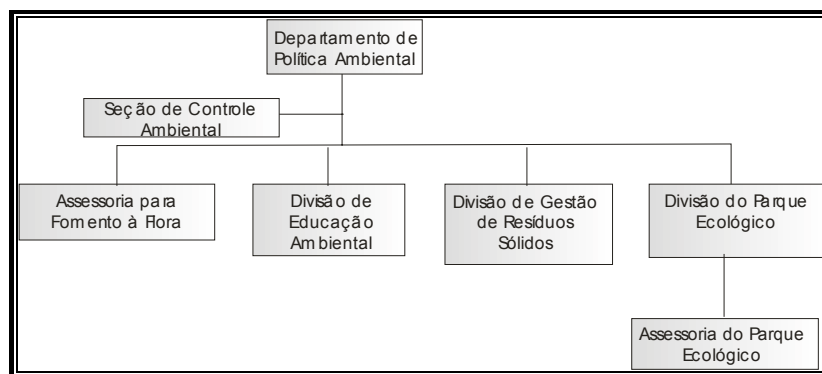 Departamento de
Política Ambiental
Seção de Controle
Ambiental
Assessoria para
Fomento à Flora
Divisão de
Educação
Ambiental
Divisão de Gestão
de Resíduos
Sólidos
Divisão do Parque
Ecológico
Assessoria do Parque
Ecológico